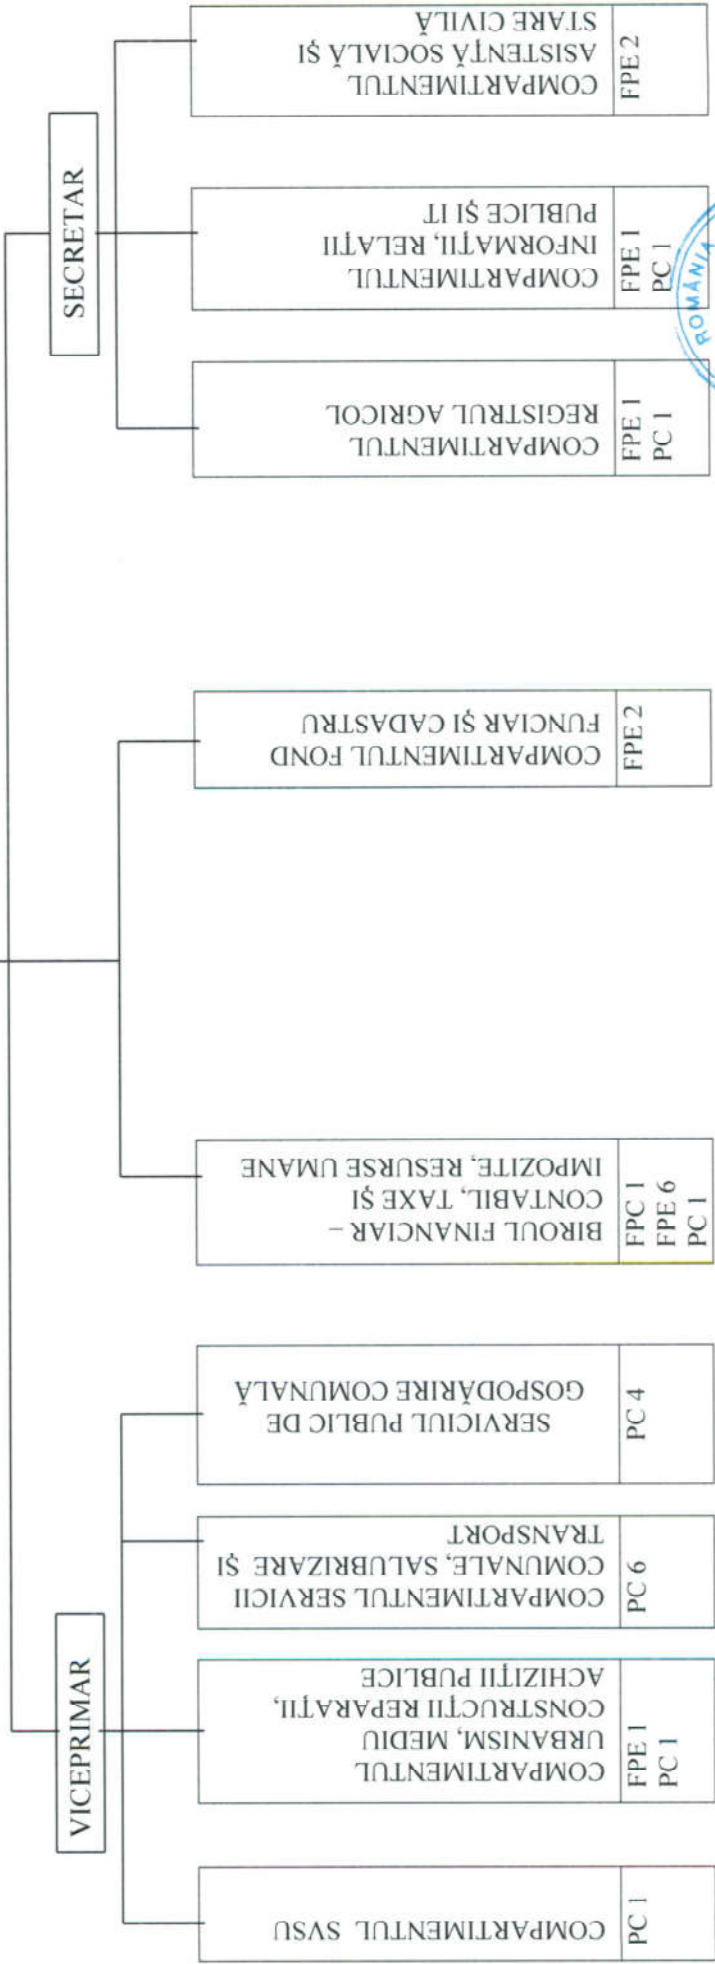 VICEPRIMAR
SECRETAR
COMPARTIMENTUL SVSU
PC 1
COMPARTIMENTUL
URBANISM, MEDIU
CONSTRUCȚII REPARAȚII,
ACHIZIȚII PUBLICE
FPE 1
PC 1
COMPARTIMENTUL SERVICII
COMUNALE, SALUBRIZARE ȘI
TRANSPORT
PC 6
SERVICIUL PUBLIC DE
GOSPODĂRIRE COMUNALĂ
PC 4
BIROUL FINANCIAR –
CONTABIL, TAXE ȘI
IMPOZITE, RESURSE UMANE
FPC 1
FPE 6
PC 1
COMPARTIMENTUL FOND
FUNCIAR ȘI CADASTRU
FPE 2
COMPARTIMENTUL
REGISTRUL AGRICOL
FPE 1
PC 1
COMPARTIMENTUL
INFORMAȚII, RELAȚII
PUBLICE ȘI IT
FPE 1
PC 1
COMPARTIMENTUL
ASISTENȚĂ SOCIALĂ ȘI
STARE CIVILĂ
FPE 2
ROMÂNIA